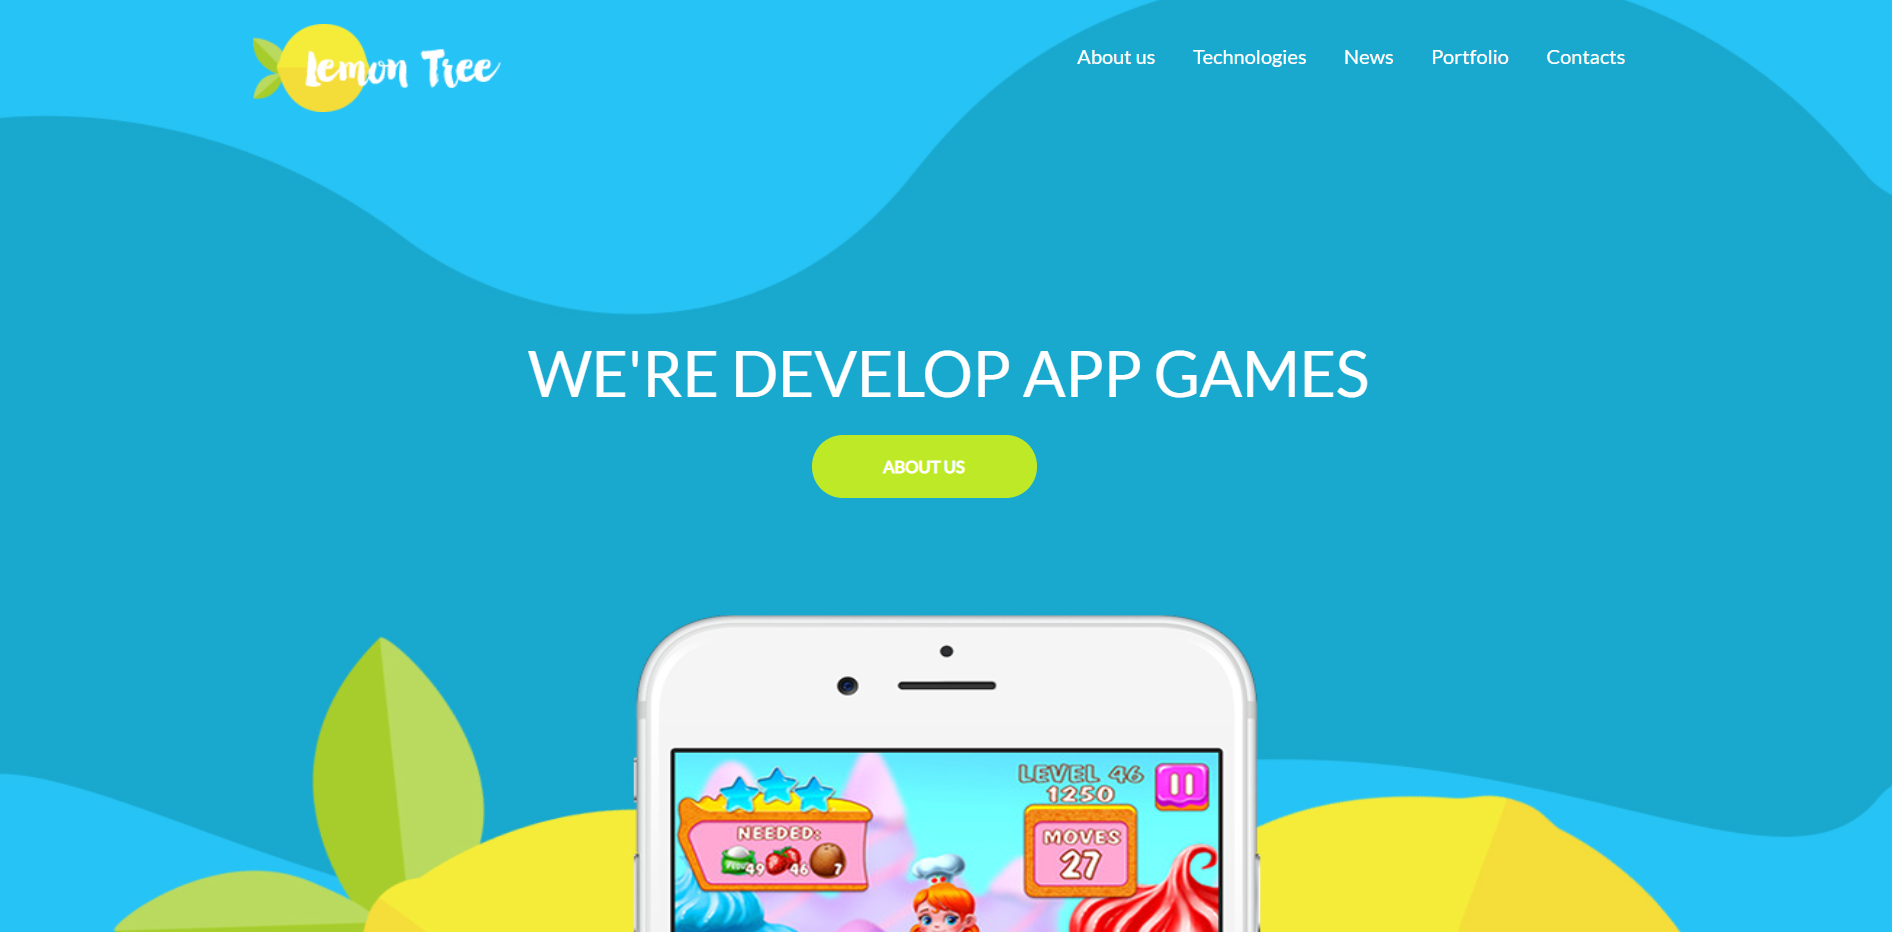 Lemon Tree
About us Technologies News Portfolio Contacts
WE'RE DEVELOP APP GAMES
ABOUT US
LEVEL 46
1250
NEEDED:
49 46 7
MOVES
27